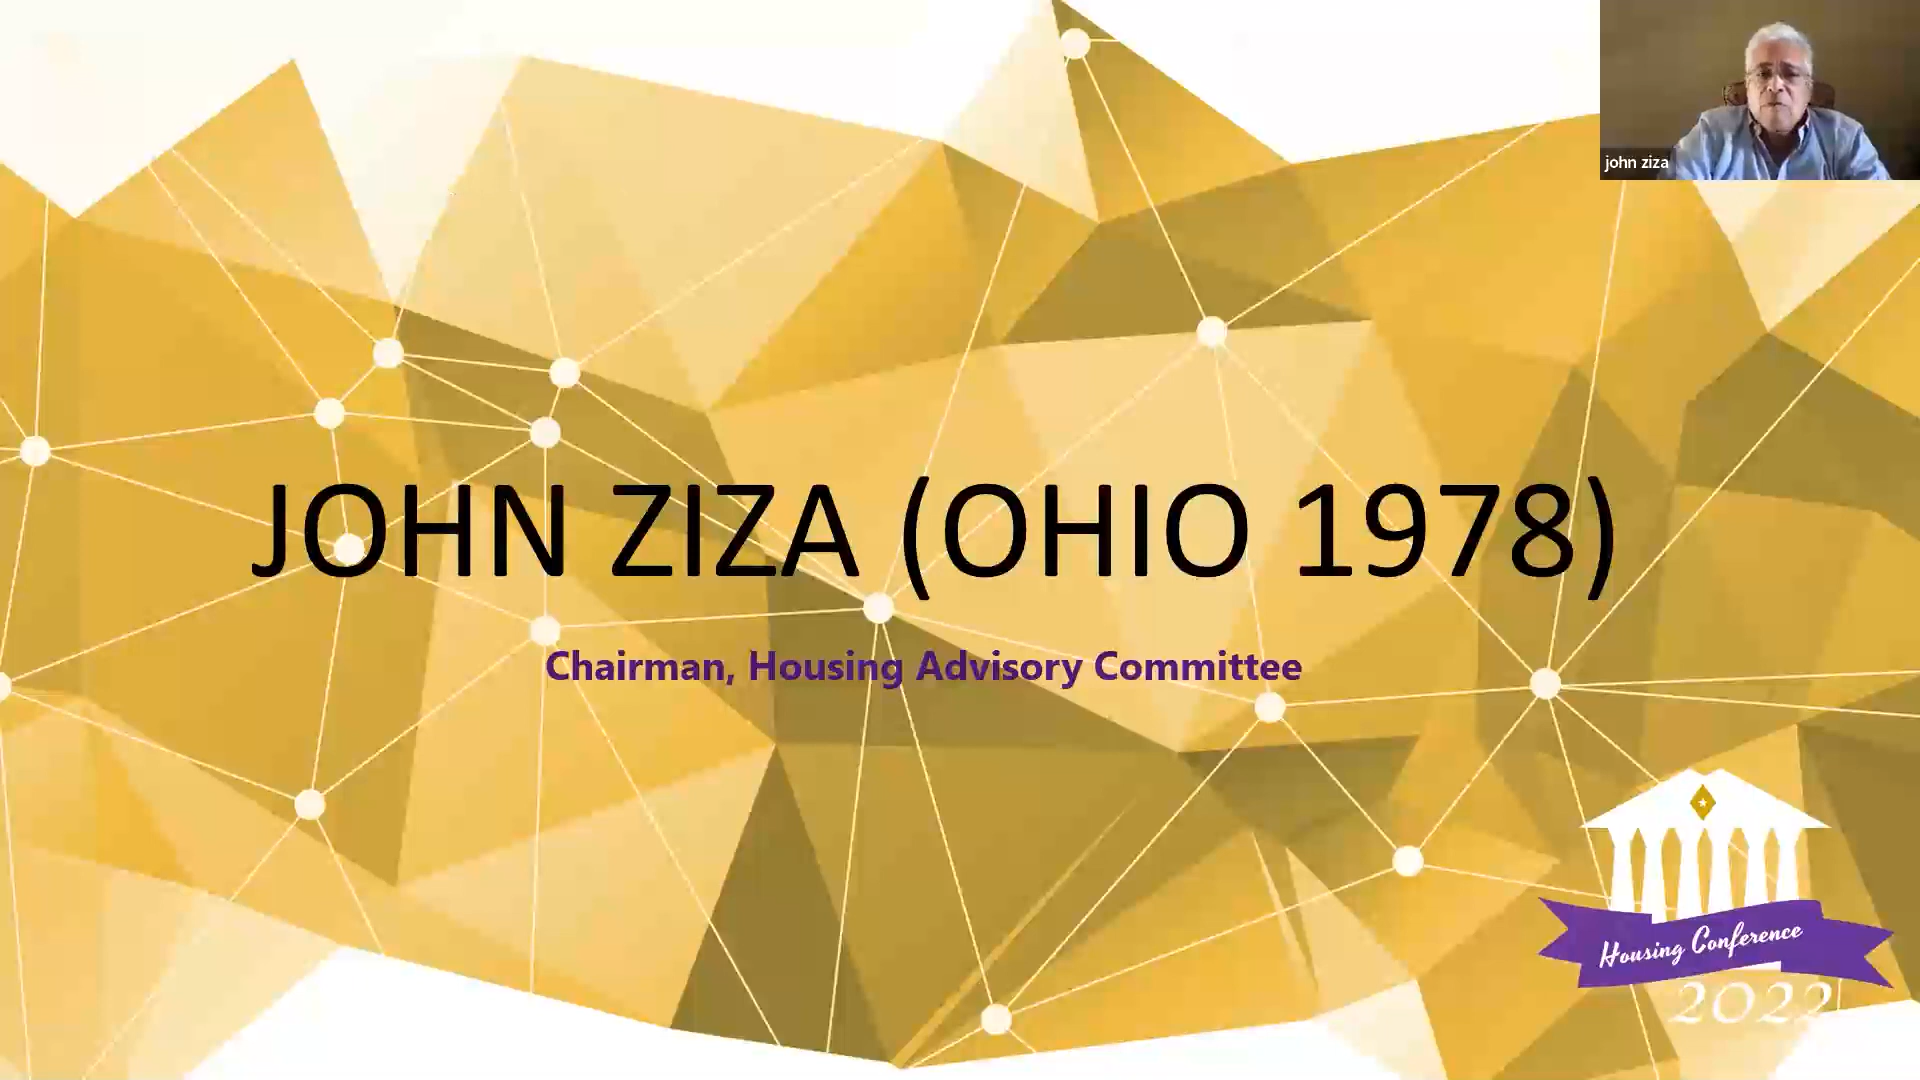 john ziza
JOHN ZIZA (OHIO 1978)
Chairman, Housing Advisory Committee
Housing Conference
2022